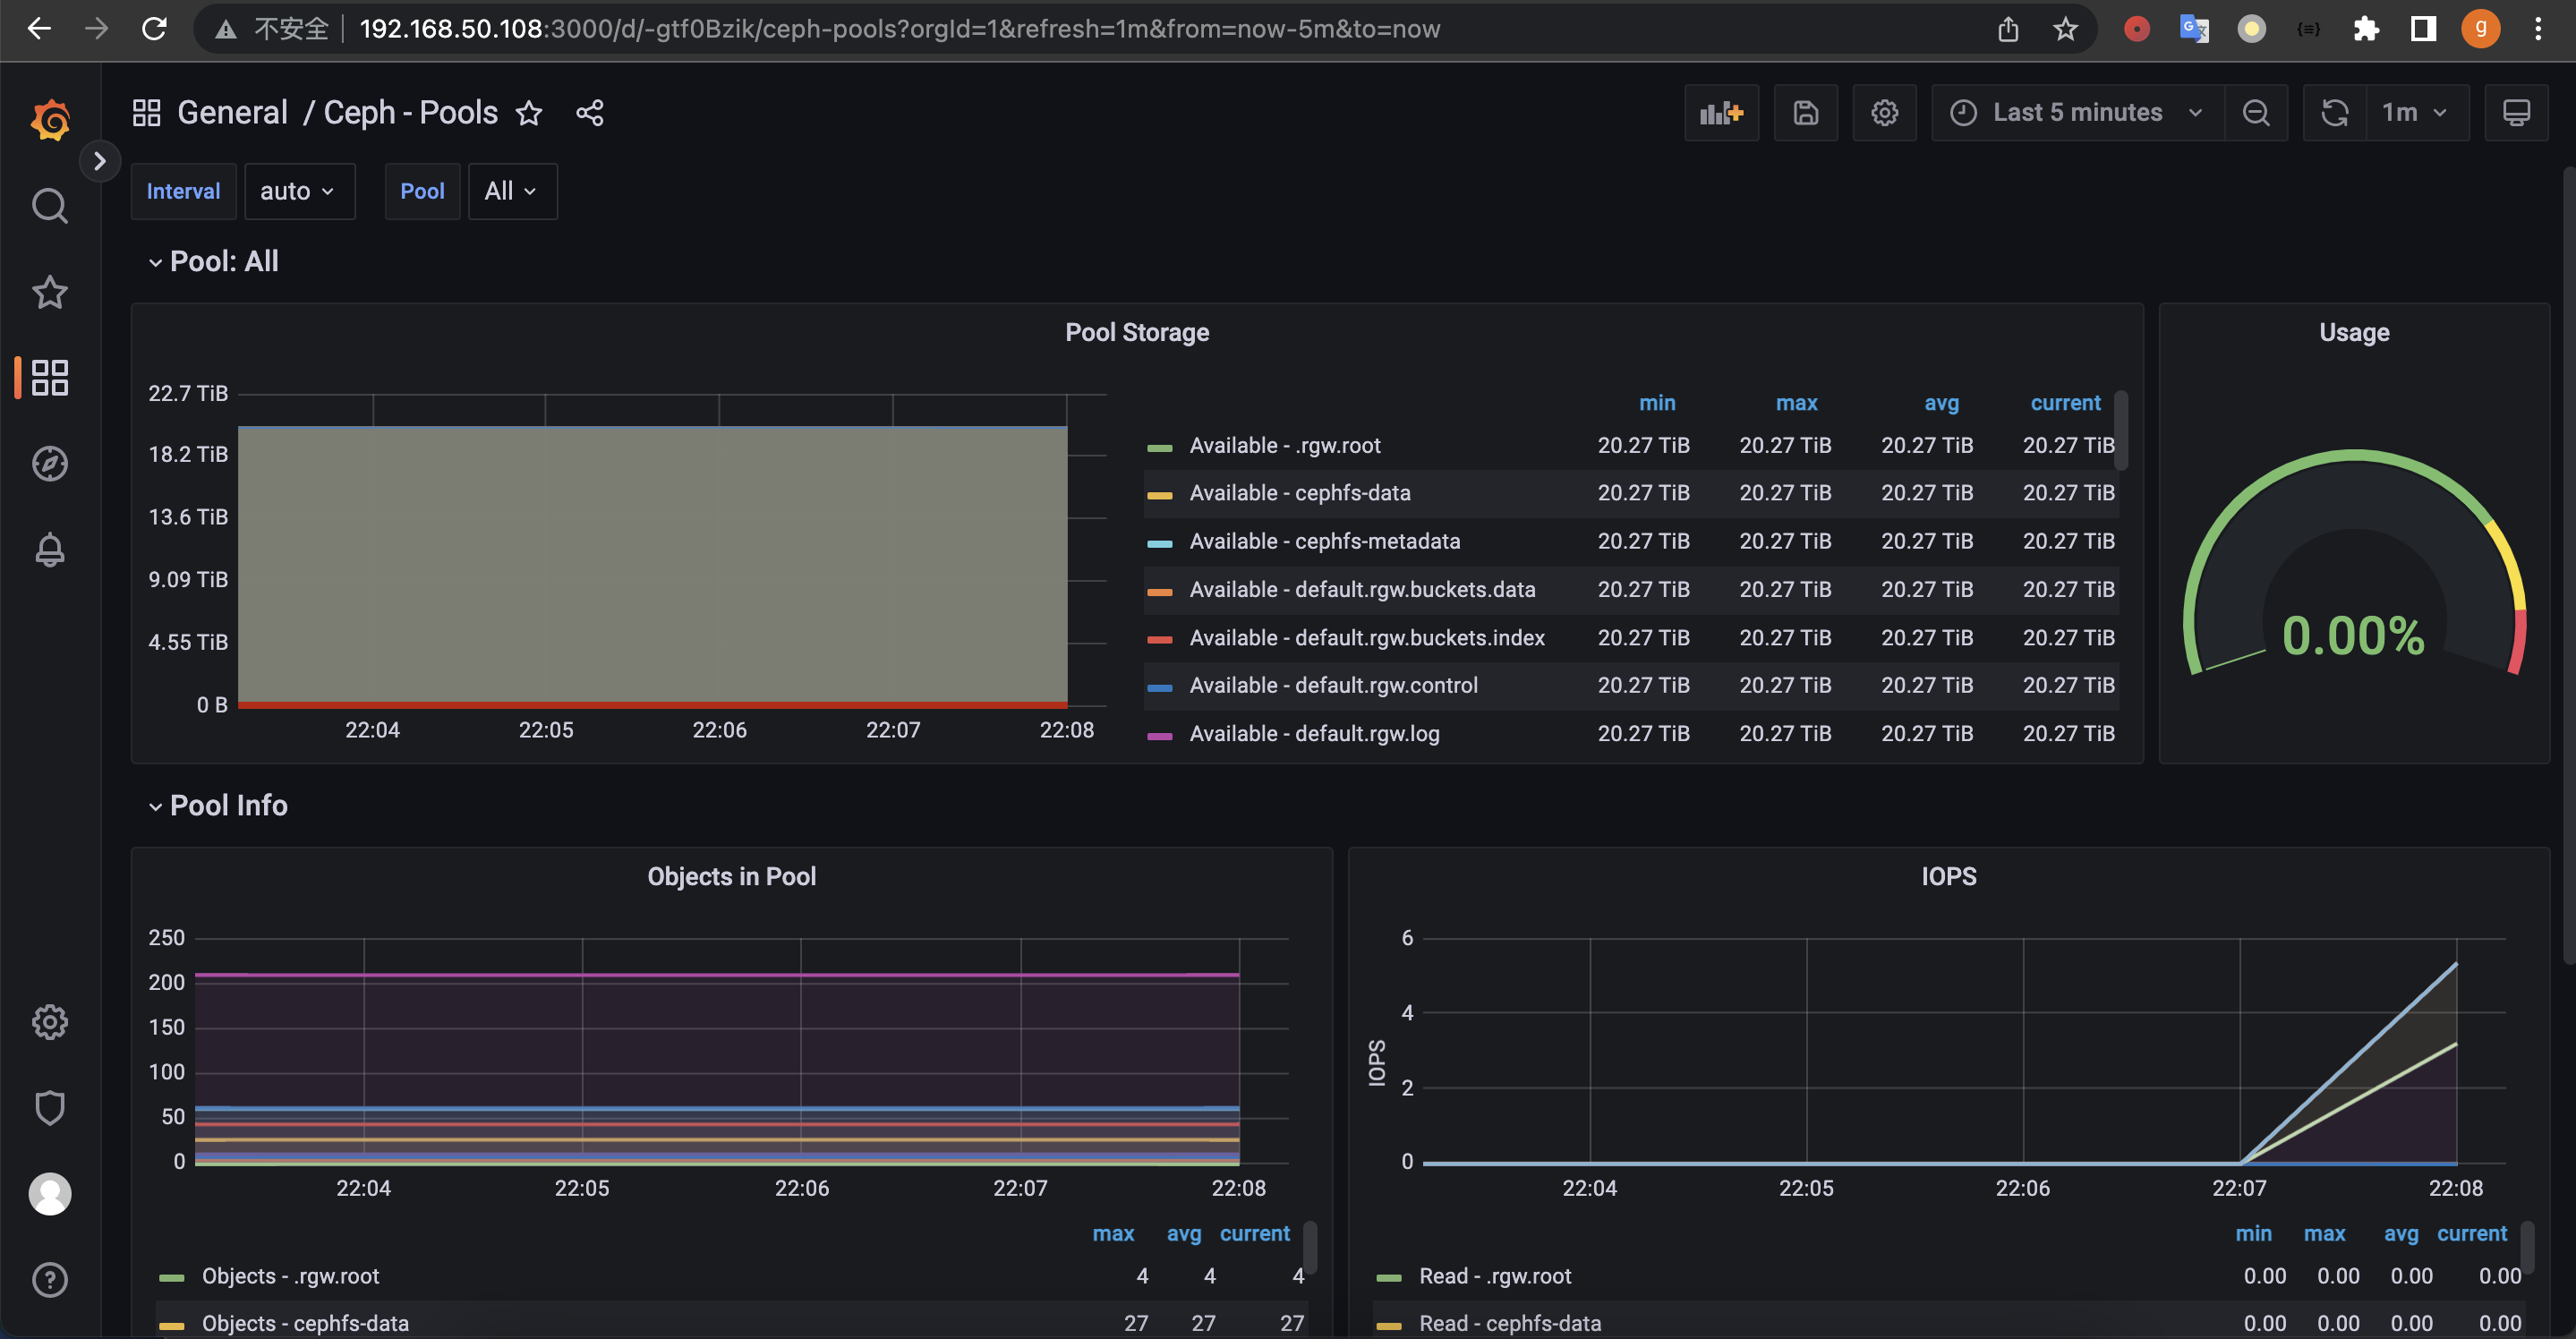 不安全 192.168.50.108:3000/d/-gtf0Bzik/ceph-pools?orgId=1&refresh=1m&from=now-5m&to=now g
General / Ceph - Pools Last 5 minutes 1m
Interval auto Pool All
Pool: All
Pool Storage
22.7 TiB
18.2 TiB
13.6 TiB
9.09 TiB
4.55 TiB
0 B
22:04 22:05 22:06 22:07 22:08
min max avg current
Available - .rgw.root 20.27 TiB 20.27 TiB 20.27 TiB 20.27 TiB
Available - cephfs-data 20.27 TiB 20.27 TiB 20.27 TiB 20.27 TiB
Available - cephfs-metadata 20.27 TiB 20.27 TiB 20.27 TiB 20.27 TiB
Available - default.rgw.buckets.data 20.27 TiB 20.27 TiB 20.27 TiB 20.27 TiB
Available - default.rgw.buckets.index 20.27 TiB 20.27 TiB 20.27 TiB 20.27 TiB
Available - default.rgw.control 20.27 TiB 20.27 TiB 20.27 TiB 20.27 TiB
Available - default.rgw.log 20.27 TiB 20.27 TiB 20.27 TiB 20.27 TiB
Usage
0.00%
Pool Info
Objects in Pool
250
200
150
100
50
0
22:04 22:05 22:06 22:07 22:08
max avg current
Objects - .rgw.root 4 4 4
Objects - cephfs-data 27 27 27
IOPS
IOPS
6
4
2
0
22:04 22:05 22:06 22:07 22:08
min max avg current
Read - .rgw.root 0.00 0.00 0.00 0.00
Read - cephfs-data 0.00 0.00 0.00 0.00